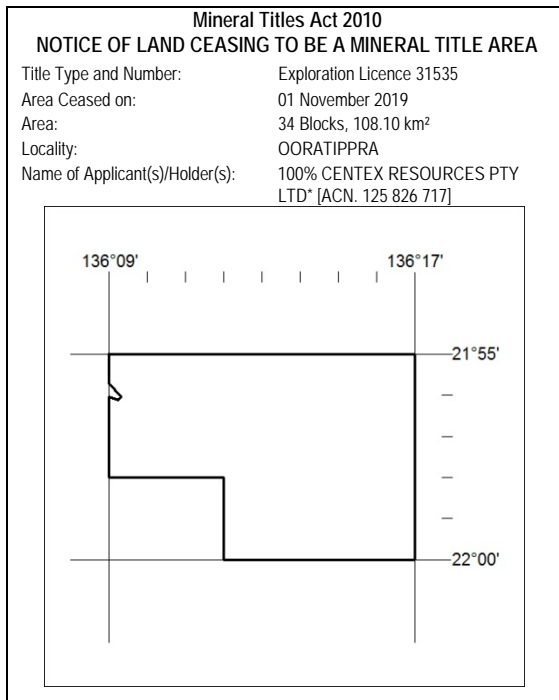 Mineral Titles Act 2010
NOTICE OF LAND CEASING TO BE A MINERAL TITLE AREA
Title Type and Number: Exploration Licence 31535
Area Ceased on: 01 November 2019
Area: 34 Blocks, 108.10 km²
Locality: OORATIPPRA
Name of Applicant(s)/Holder(s): 100% CENTEX RESOURCES PTY
LTD* [ACN. 125 826 717]
136°09' 136°17'
21°55'
22°00'